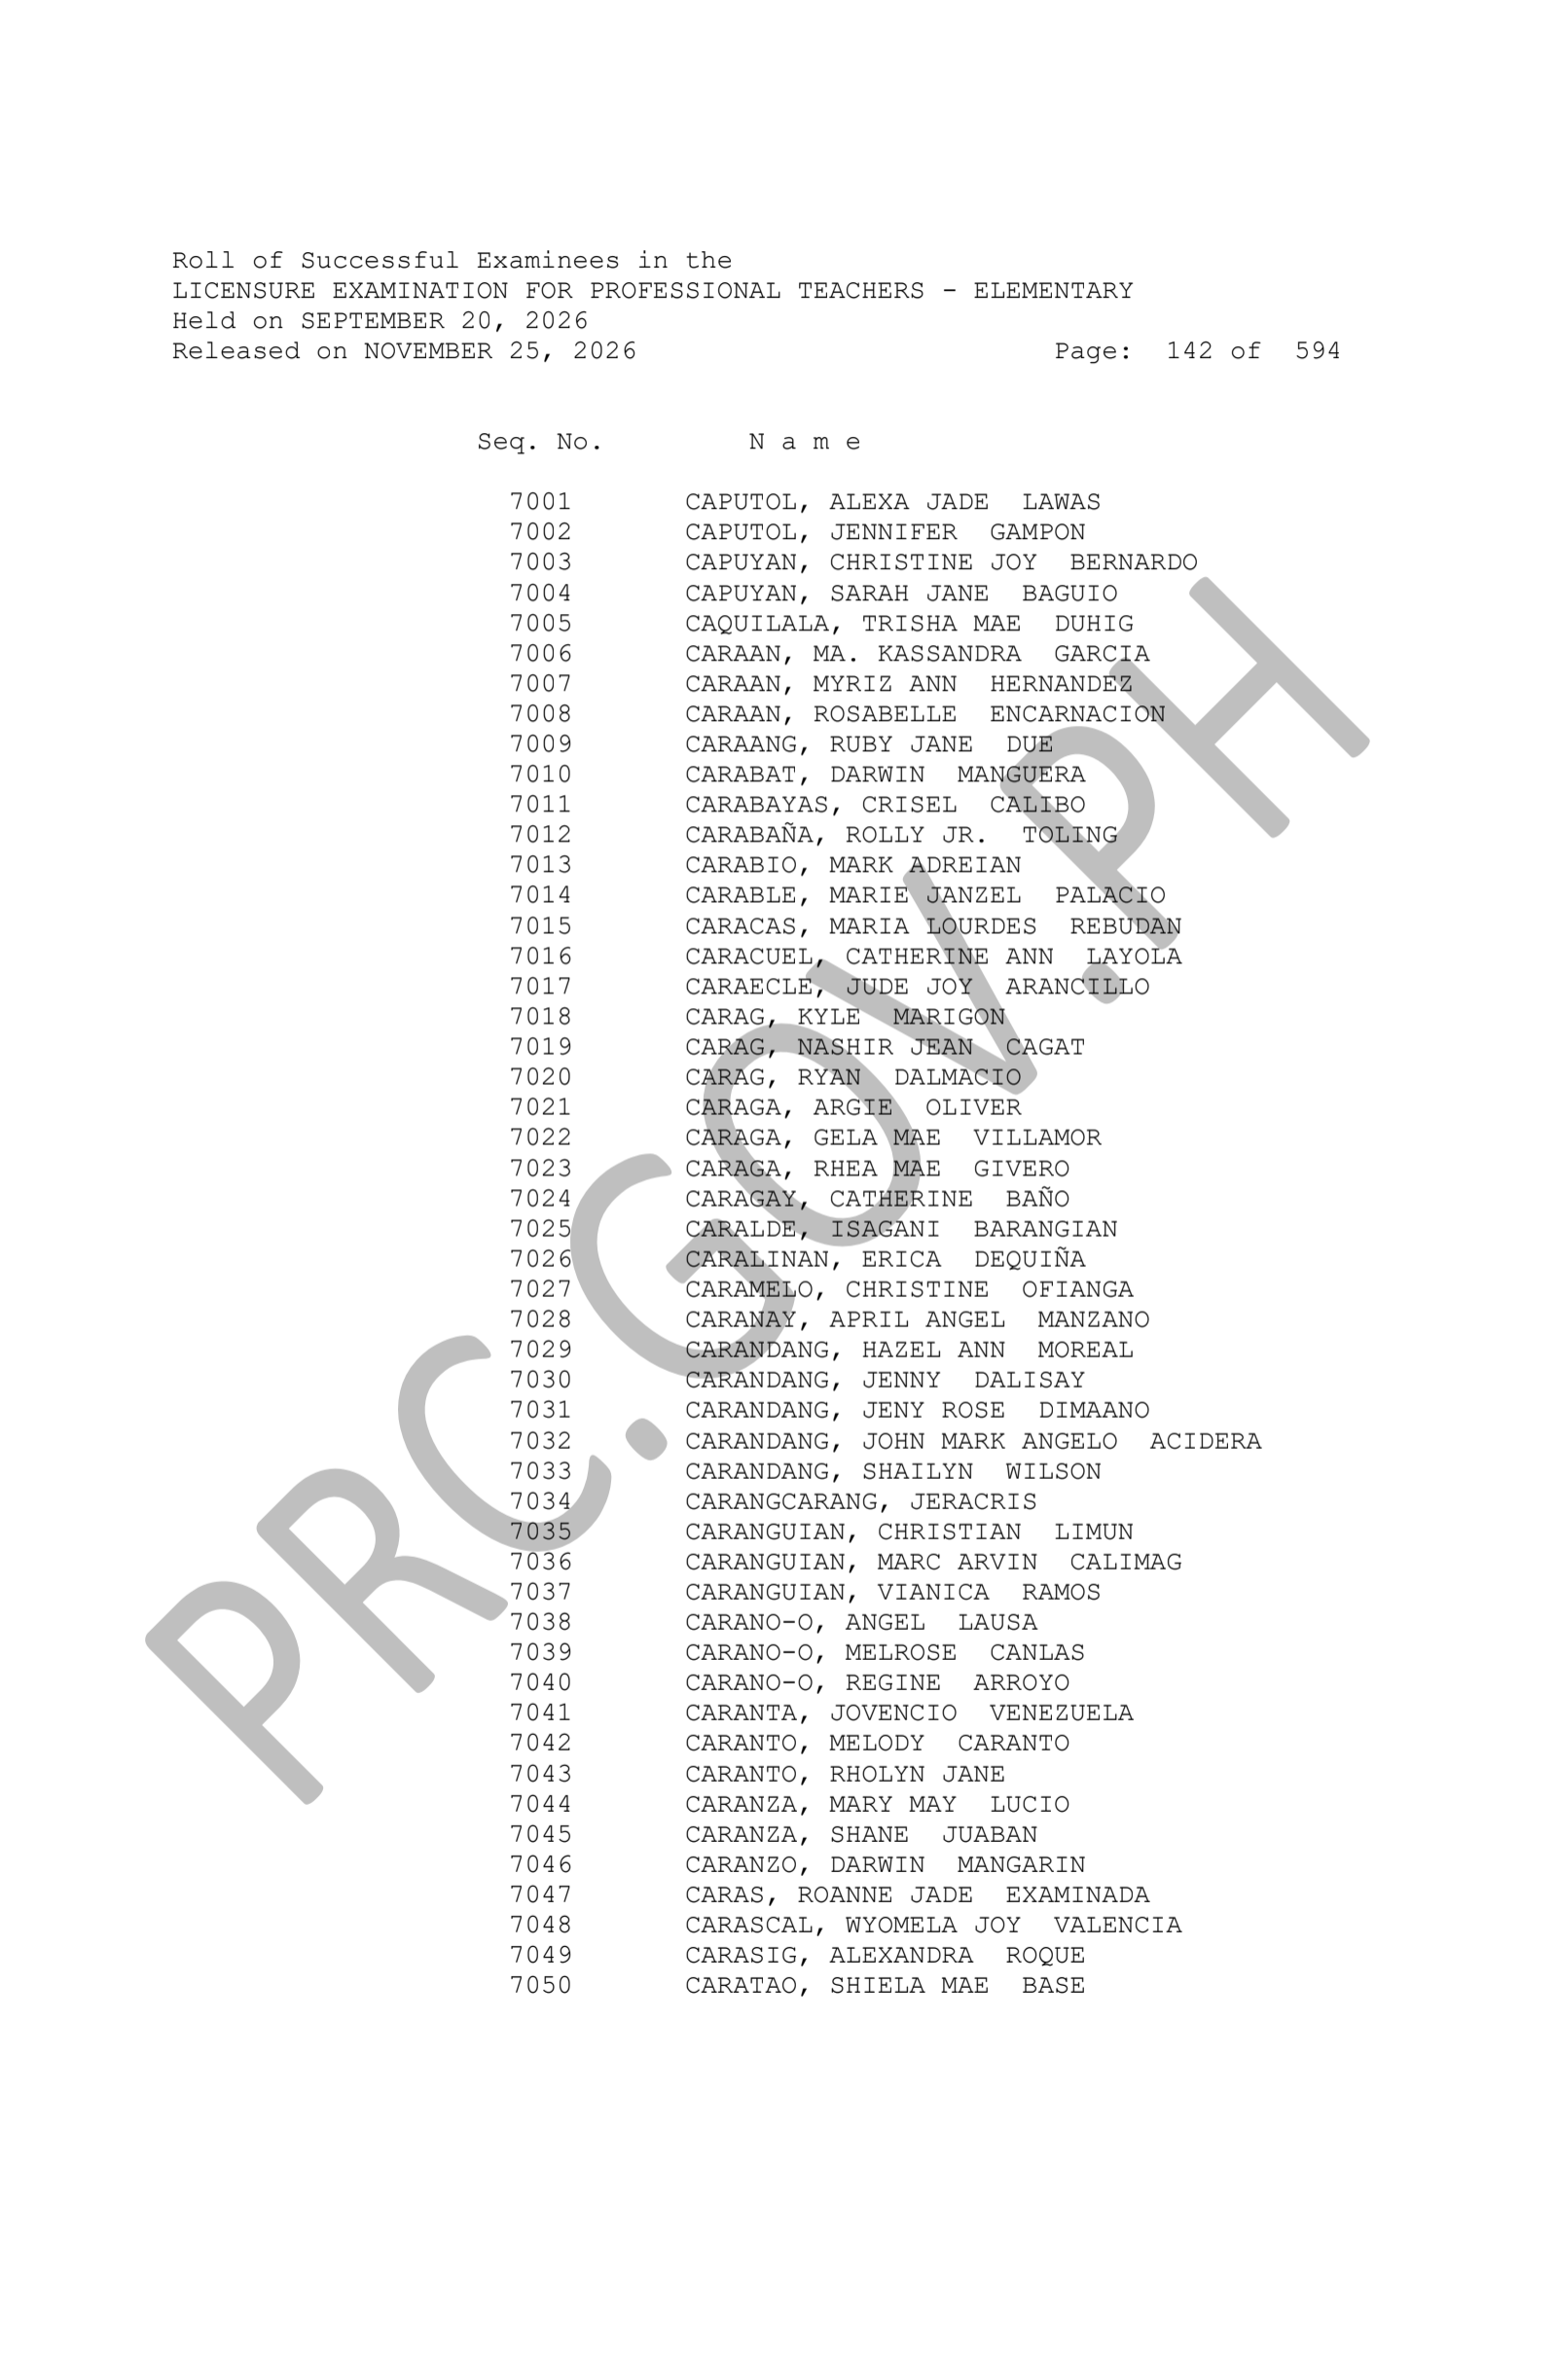 Roll of Successful Examinees in the
LICENSURE EXAMINATION FOR PROFESSIONAL TEACHERS - ELEMENTARY
Held on SEPTEMBER 20, 2026
Released on NOVEMBER 25, 2026 Page: 142 of 594
Seq. No. N a m e
7001 CAPUTOL, ALEXA JADE LAWAS
7002 CAPUTOL, JENNIFER GAMPON
7003 CAPUYAN, CHRISTINE JOY BERNARDO
7004 CAPUYAN, SARAH JANE BAGUIO
7005 CAQUILALA, TRISHA MAE DUHIG
7006 CARAAN, MA. KASSANDRA GARCIA
7007 CARAAN, MYRIZ ANN HERNANDEZ
7008 CARAAN, ROSABELLE ENCARNACION
7009 CARAANG, RUBY JANE DUE
7010 CARABAT, DARWIN MANGUERA
7011 CARABAYAS, CRISEL CALIBO
7012 CARABAÑA, ROLLY JR. TOLING
7013 CARABIO, MARK ADREIAN
7014 CARABLE, MARIE JANZEL PALACIO
7015 CARACAS, MARIA LOURDES REBUDAN
7016 CARACUEL, CATHERINE ANN LAYOLA
7017 CARAECLE, JUDE JOY ARANCILLO
7018 CARAG, KYLE MARIGON
7019 CARAG, NASHIR JEAN CAGAT
7020 CARAG, RYAN DALMACIO
7021 CARAGA, ARGIE OLIVER
7022 CARAGA, GELA MAE VILLAMOR
7023 CARAGA, RHEA MAE GIVERO
7024 CARAGAY, CATHERINE BAÑO
7025 CARALDE, ISAGANI BARANGIAN
7026 CARALINAN, ERICA DEQUIÑA
7027 CARAMELO, CHRISTINE OFIANGA
7028 CARANAY, APRIL ANGEL MANZANO
7029 CARANDANG, HAZEL ANN MOREAL
7030 CARANDANG, JENNY DALISAY
7031 CARANDANG, JENY ROSE DIMAANO
7032 CARANDANG, JOHN MARK ANGELO ACIDERA
7033 CARANDANG, SHAILYN WILSON
7034 CARANGCARANG, JERACRIS
7035 CARANGUIAN, CHRISTIAN LIMUN
7036 CARANGUIAN, MARC ARVIN CALIMAG
7037 CARANGUIAN, VIANICA RAMOS
7038 CARANO-O, ANGEL LAUSA
7039 CARANO-O, MELROSE CANLAS
7040 CARANO-O, REGINE ARROYO
7041 CARANTA, JOVENCIO VENEZUELA
7042 CARANTO, MELODY CARANTO
7043 CARANTO, RHOLYN JANE
7044 CARANZA, MARY MAY LUCIO
7045 CARANZA, SHANE JUABAN
7046 CARANZO, DARWIN MANGARIN
7047 CARAS, ROANNE JADE EXAMINADA
7048 CARASCAL, WYOMELA JOY VALENCIA
7049 CARASIG, ALEXANDRA ROQUE
7050 CARATAO, SHIELA MAE BASE
PRC.GOV.PH